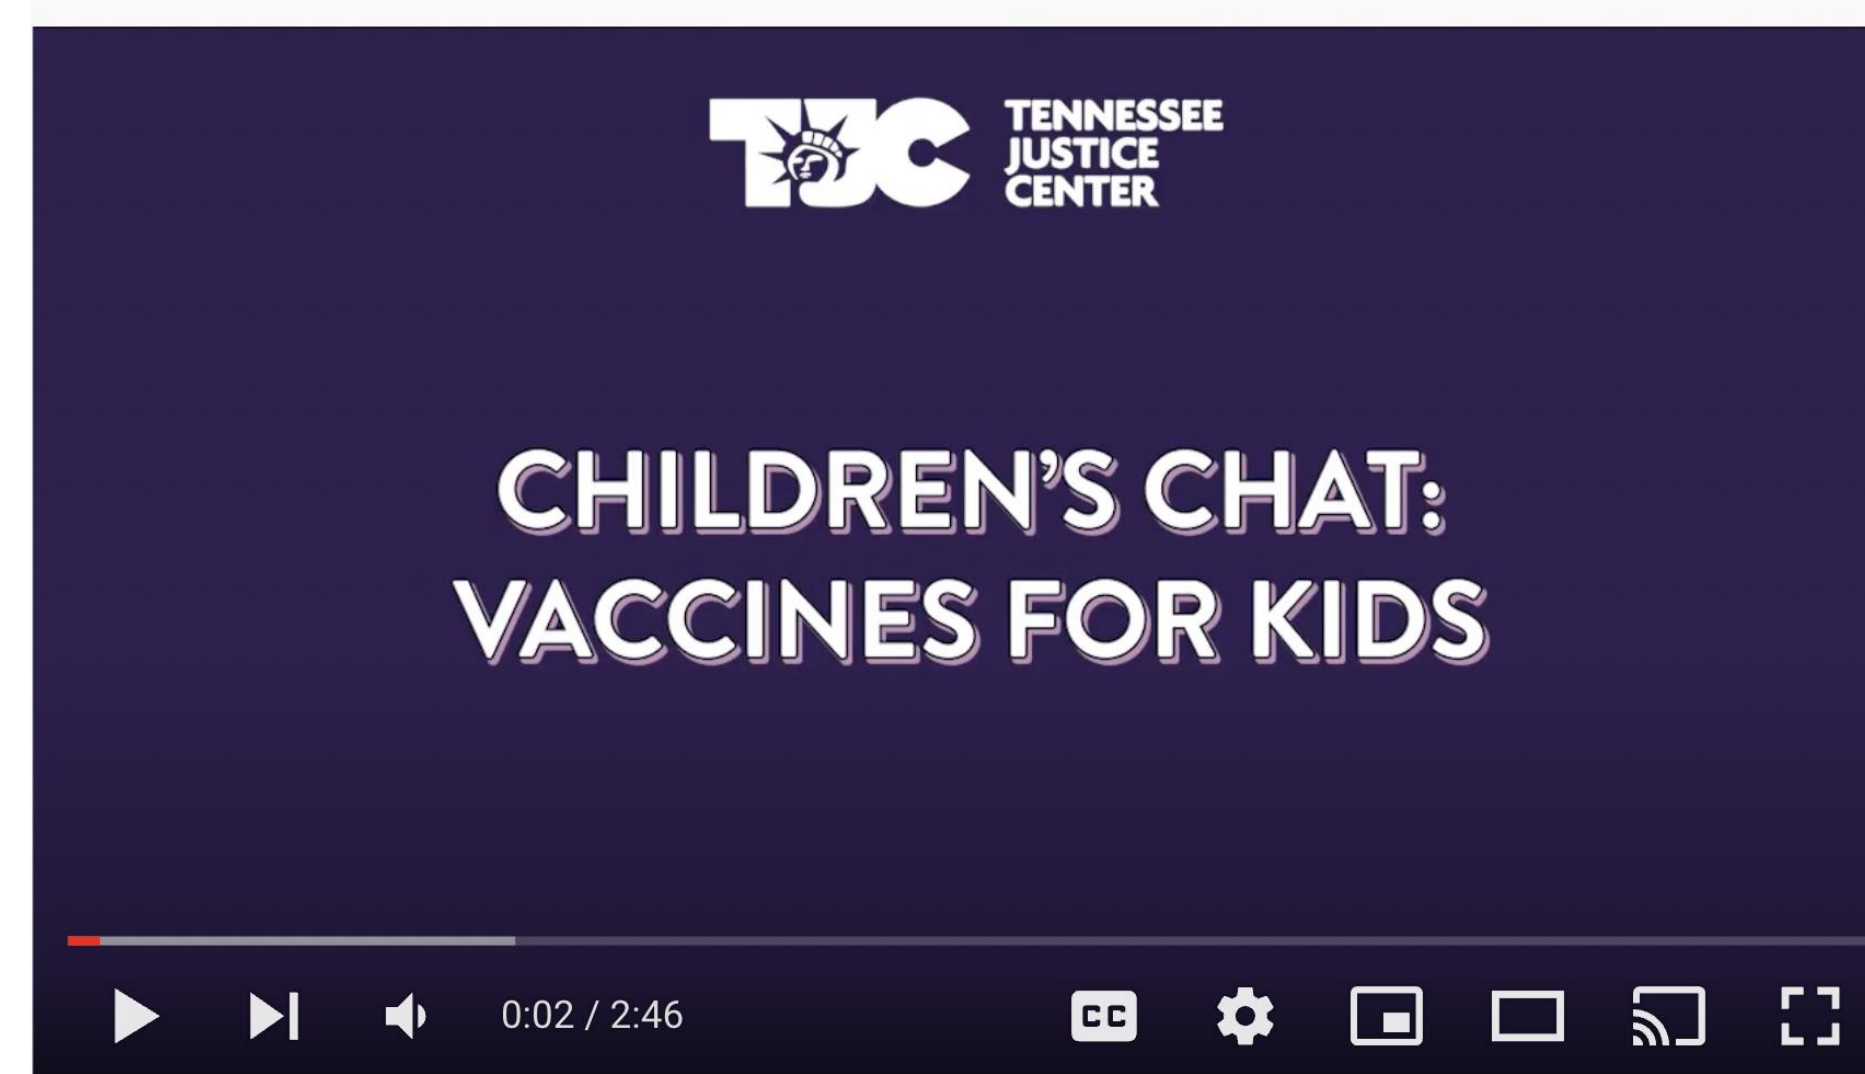 TJC
TENNESSEE
JUSTICE
CENTER
CHILDREN'S CHAT:
VACCINES FOR KIDS
0:02 / 2:46
CC